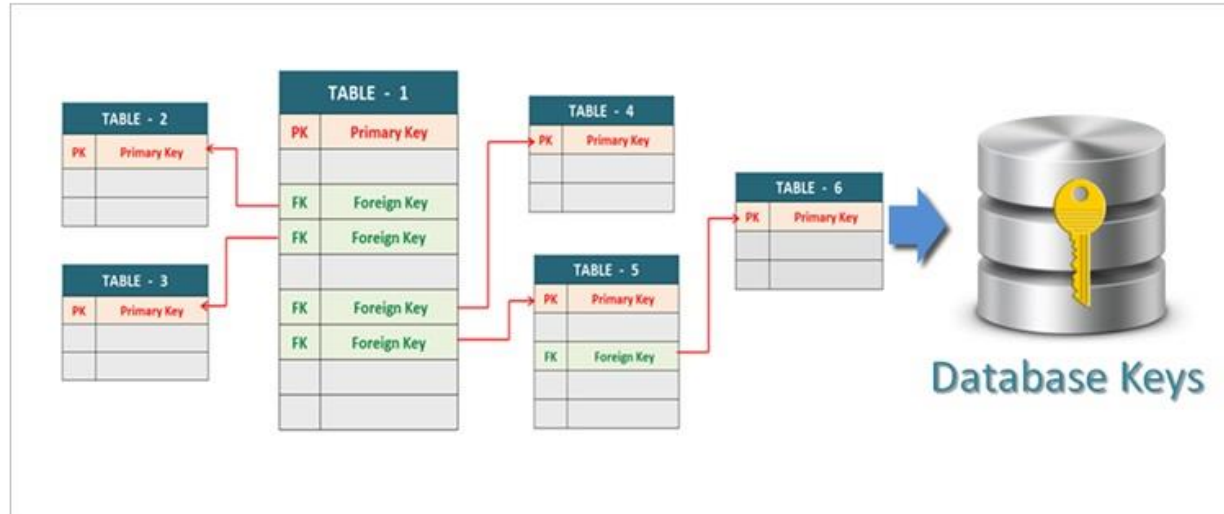 TABLE - 1
PK Primary Key
FK Foreign Key
FK Foreign Key
FK Foreign Key
FK Foreign Key
TABLE - 2
PK Primary Key
TABLE - 3
PK Primary Key
TABLE - 4
PK Primary Key
TABLE - 5
PK Primary Key
FK Foreign Key
TABLE - 6
PK Primary Key
Database Keys